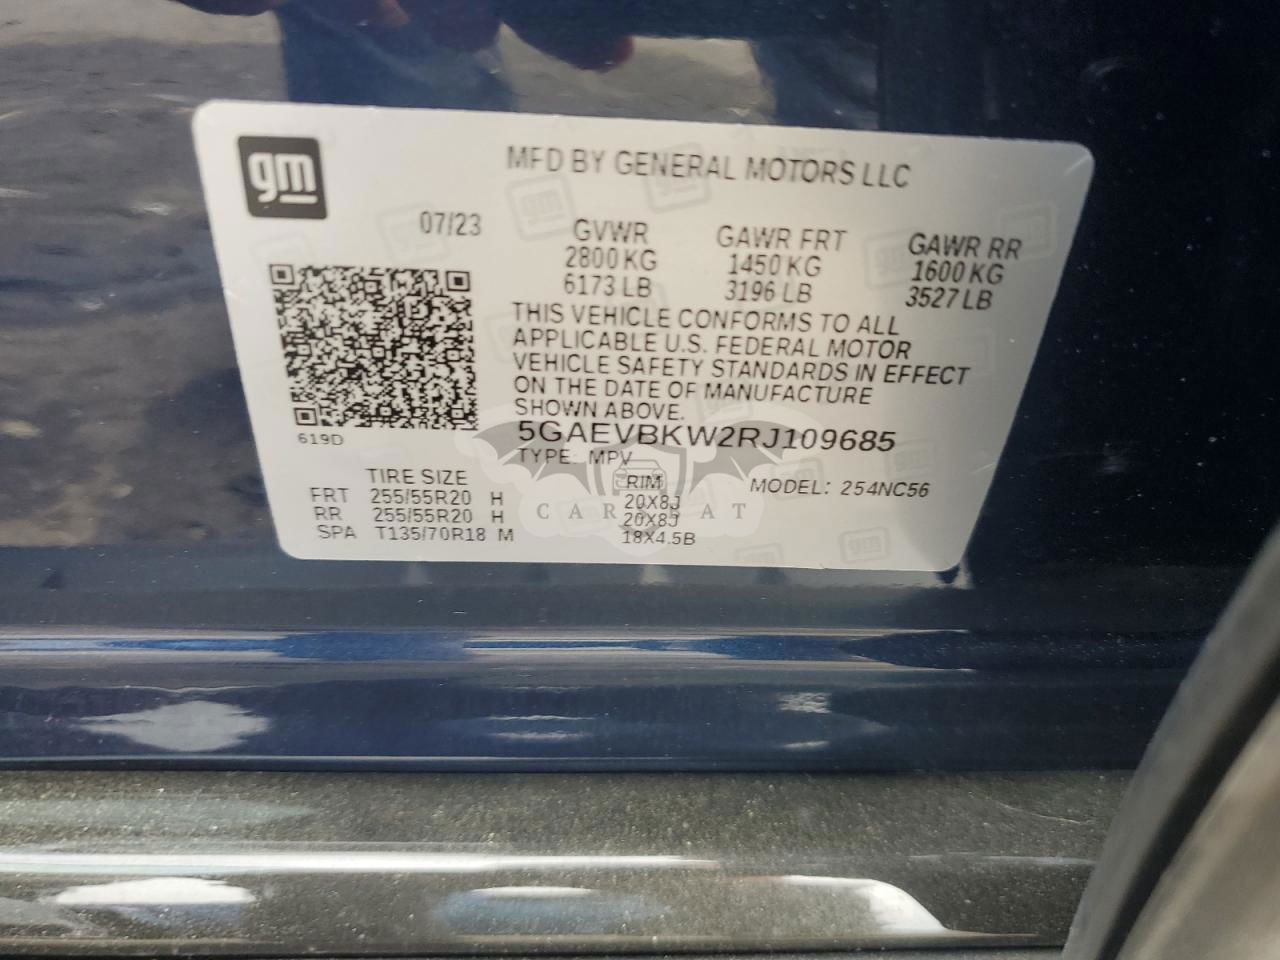 gm
MFD BY GENERAL MOTORS LLC
07/23
GVWR GAWR FRT GAWR RR
2800 KG 1450 KG 1600 KG
6173 LB 3196 LB 3527 LB
THIS VEHICLE CONFORMS TO ALL
APPLICABLE U.S. FEDERAL MOTOR
VEHICLE SAFETY STANDARDS IN EFFECT
ON THE DATE OF MANUFACTURE
SHOWN ABOVE.
619D
5GAEVBKW2RJ109685
TYPE: MPV
TIRE SIZE RIM MODEL: 254NC56
FRT 255/55R20 H 20X8J
RR 255/55R20 H 20X8J
SPA T135/70R18 M 18X4.5B